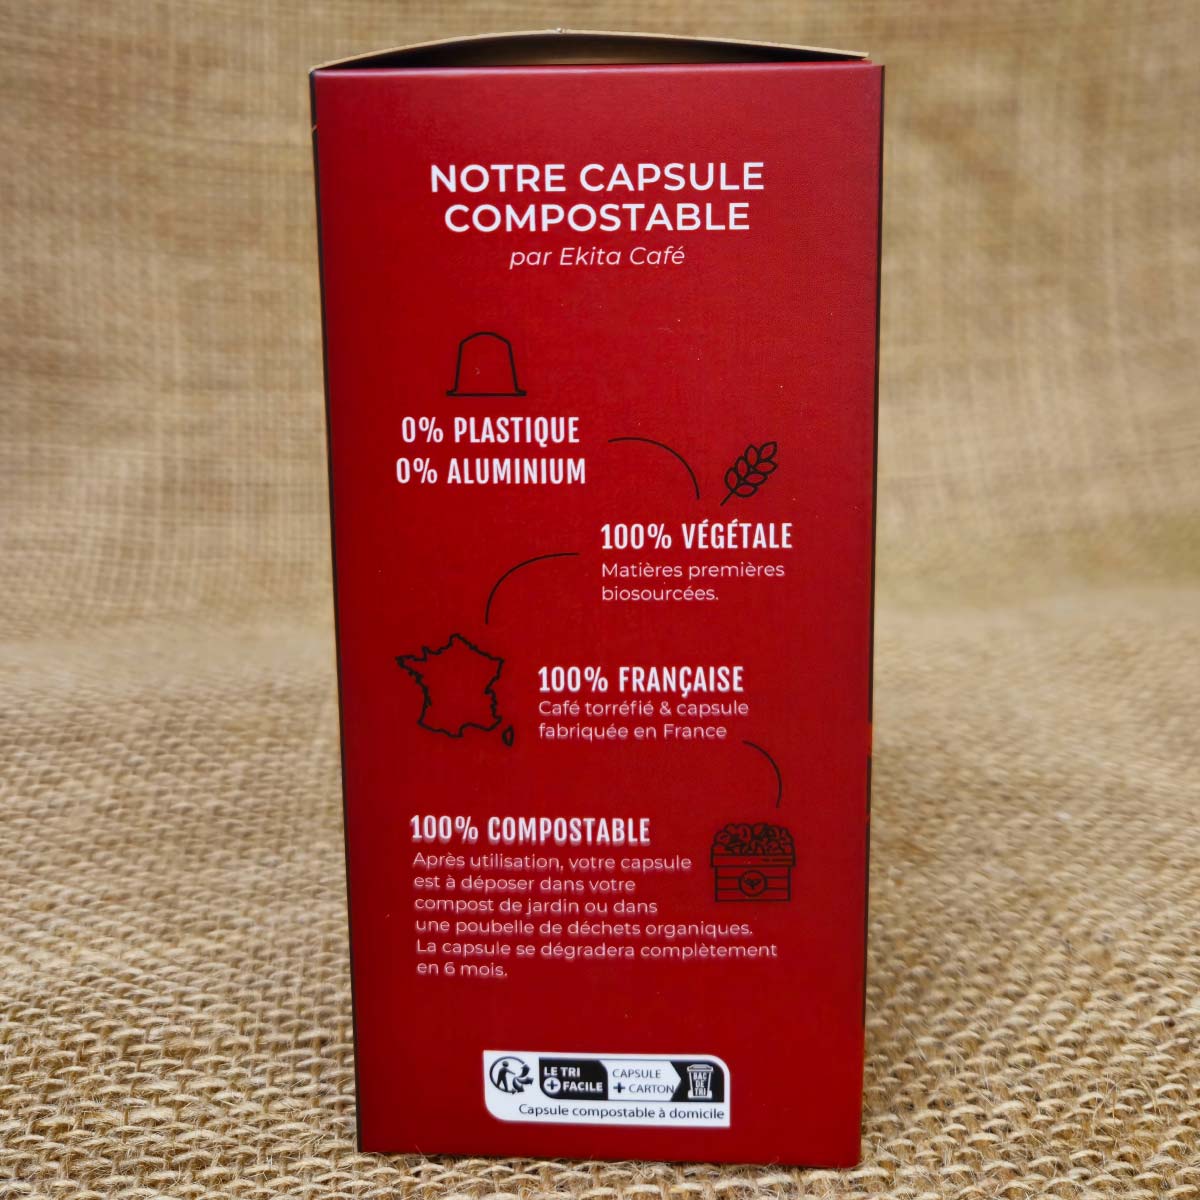 NOTRE CAPSULE
COMPOSTABLE
par Ekita Café
0% PLASTIQUE
0% ALUMINIUM
100% VÉGÉTALE
Matières premières
biosourcées.
100% FRANÇAISE
Café torréfié & capsule
fabriquée en France
100% COMPOSTABLE
Après utilisation, votre capsule
est à déposer dans votre
compost de jardin ou dans
une poubelle de déchets organiques.
La capsule se dégradera complètement
en 6 mois.
LE TRI
+ FACILE
CAPSULE
+ CARTON
BAC
DE
TRI
Capsule compostable à domicile